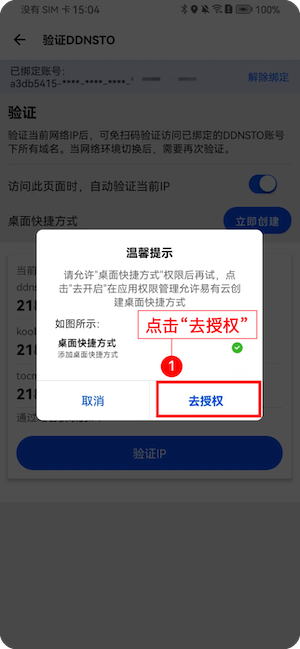 没有 SIM 卡 15:04
100%
验证DDNSTO
已绑定账号:
a3db5415-****-****-****-
解除绑定
验证
验证当前网络IP后，可免扫码验证访问已绑定的DDNSTO账号
下所有域名。当网络环境切换后，需要再次验证。
访问此页面时，自动验证当前IP
桌面快捷方式
立即创建
当前
ddns
218
koo
218
tocn
218
通过
温馨提示
请允许"桌面快捷方式"权限后再试，点
击"去开启"在应用权限管理允许易有云创
建桌面快捷方式
如图所示：
点击“去授权”
桌面快捷方式
添加桌面快捷方式
1
取消
去授权
验证IP